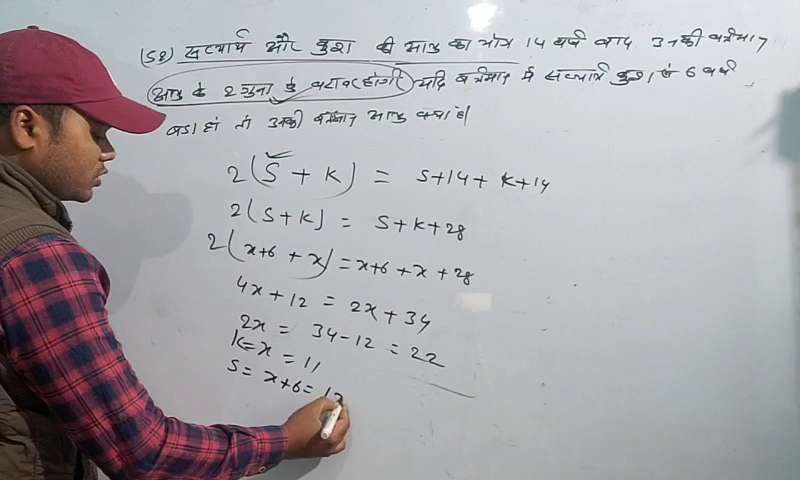 (52) सत्यार्थ और कुश की आयु का योग 14 वर्ष बाद उनकी वर्तमान
आयु के 2 गुना के बराबर होगी यदि वर्तमान में सत्यार्थ कुश से 6 वर्ष
बड़ा हो तो उनकी वर्तमान आयु क्या है।
2(S + K) = S+14 + K+14
2(S+K) = S+K+28
2(x+6 + x) = x+6 + x + 28
4x + 12 = 2x + 34
2x = 34 - 12 = 22
K = x = 11
S = x + 6 = 17